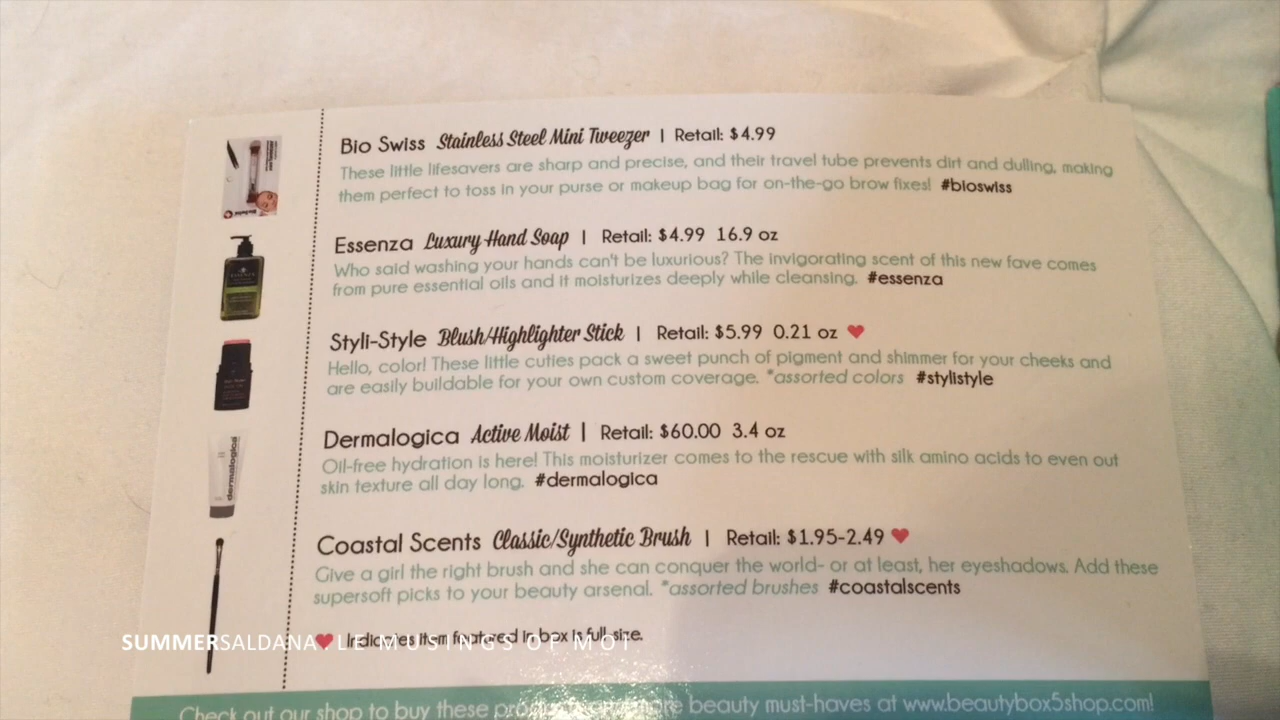 Bio Swiss Stainless Steel Mini Tweezer | Retail: $4.99
These little lifesavers are sharp and precise, and their travel tube prevents dirt and dulling, making
them perfect to toss in your purse or makeup bag for on-the-go brow fixes! #bioswiss
Essenza Luxury Hand Soap | Retail: $4.99 16.9 oz
Who said washing your hands can't be luxurious? The invigorating scent of this new fave comes
from pure essential oils and it moisturizes deeply while cleansing. #essenza
Styli-Style Blush/Highlighter Stick | Retail: $5.99 0.21 oz ♥
Hello, color! These little cuties pack a sweet punch of pigment and shimmer for your cheeks and
are easily buildable for your own custom coverage. *assorted colors #stylistyle
dermalogica
Dermalogica Active Moist | Retail: $60.00 3.4 oz
Oil-free hydration is here! This moisturizer comes to the rescue with silk amino acids to even out
skin texture all day long. #dermalogica
Coastal Scents Classic/Synthetic Brush | Retail: $1.95-2.49 ♥
Give a girl the right brush and she can conquer the world- or at least, her eyeshadows. Add these
supersoft picks to your beauty arsenal. *assorted brushes #coastalscents
♥ Indicates item featured in box is full-size.
SUMMERSALDANA. LE MUSINGS OF MOI
Check out our shop to buy these more beauty must-haves at www.beautybox5shop.com!